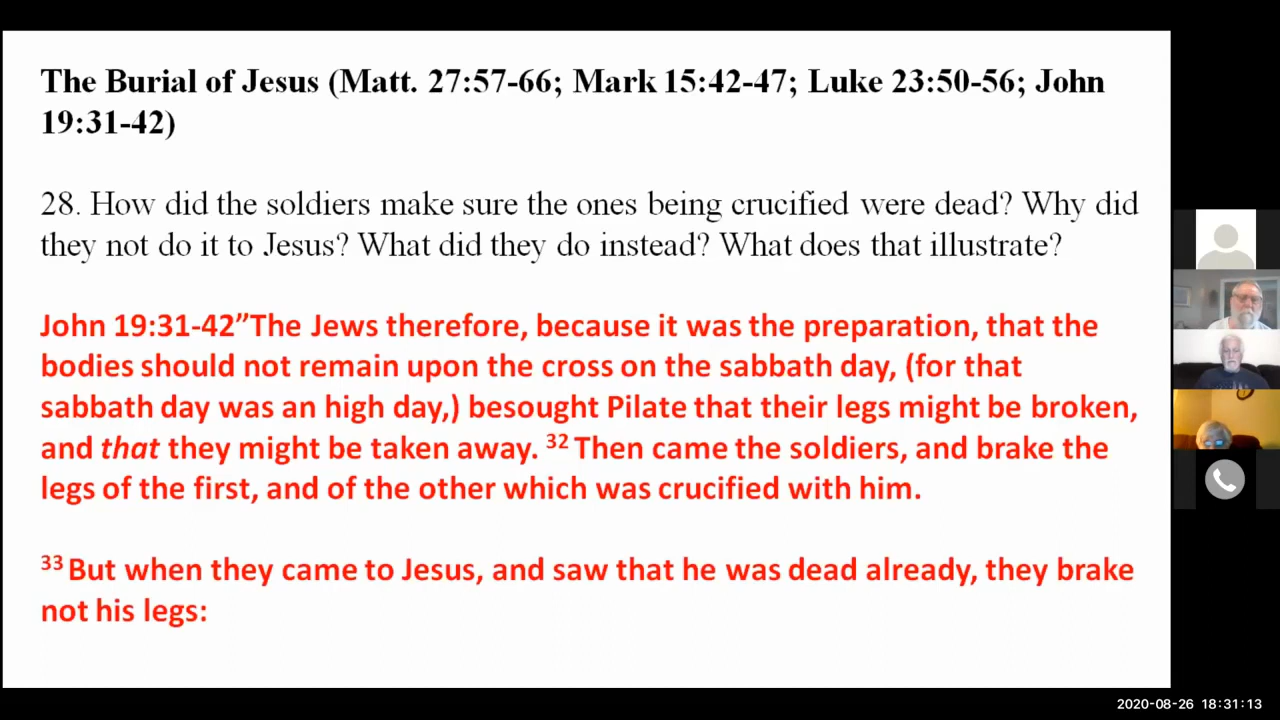 The Burial of Jesus (Matt. 27:57-66; Mark 15:42-47; Luke 23:50-56; John
19:31-42)
28. How did the soldiers make sure the ones being crucified were dead? Why did
they not do it to Jesus? What did they do instead? What does that illustrate?
John 19:31-42”The Jews therefore, because it was the preparation, that the
bodies should not remain upon the cross on the sabbath day, (for that
sabbath day was an high day,) besought Pilate that their legs might be broken,
and that they might be taken away. 32 Then came the soldiers, and brake the
legs of the first, and of the other which was crucified with him.
33 But when they came to Jesus, and saw that he was dead already, they brake
not his legs:
2020-08-26 18:31:13